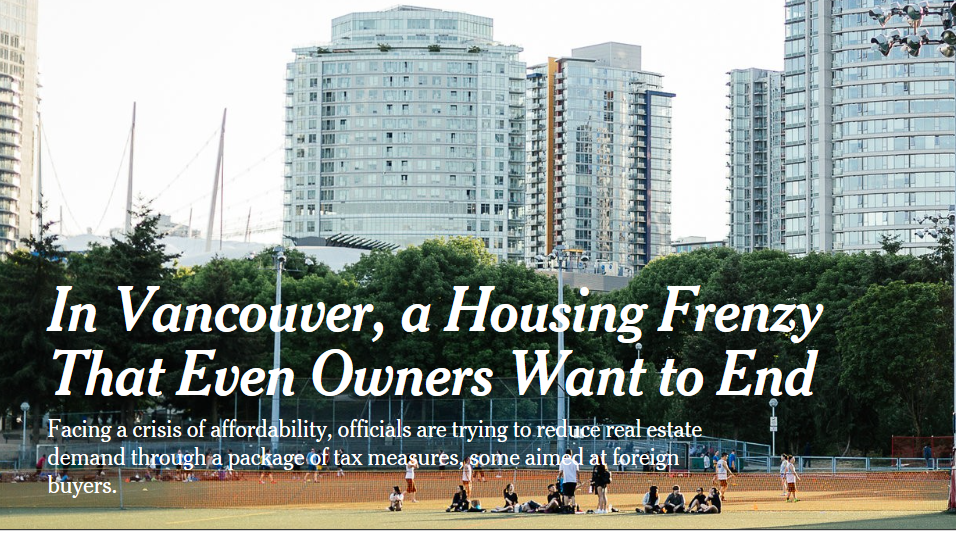 In Vancouver, a Housing Frenzy
That Even Owners Want to End
Facing a crisis of affordability, officials are trying to reduce real estate
demand through a package of tax measures, some aimed at foreign
buyers.